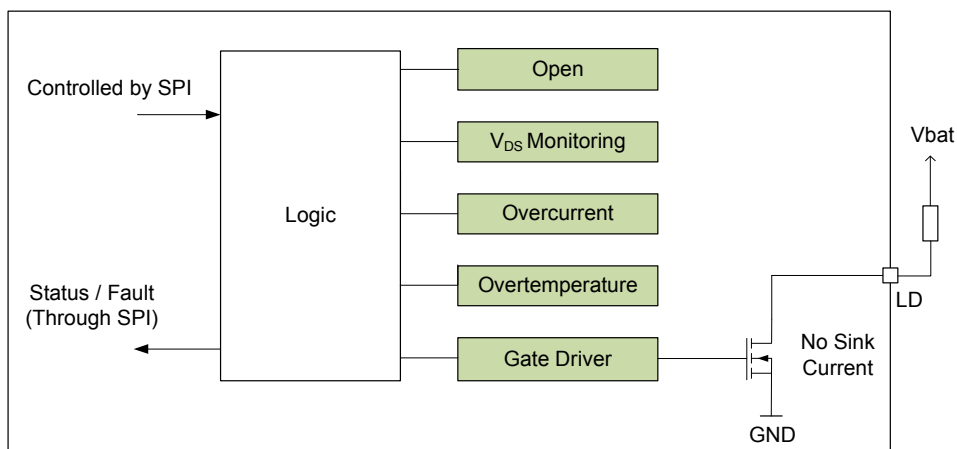 Controlled by SPI
Logic
Status / Fault
(Through SPI)
Open
VDS Monitoring
Overcurrent
Overtemperature
Gate Driver
No Sink
Current
GND
Vbat
LD